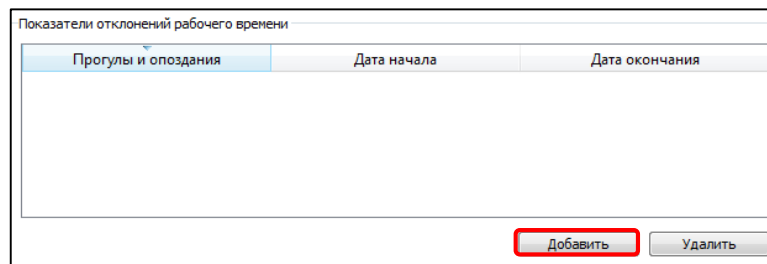 Показатели отклонений рабочего времени
Прогулы и опоздания Дата начала Дата окончания
Добавить Удалить